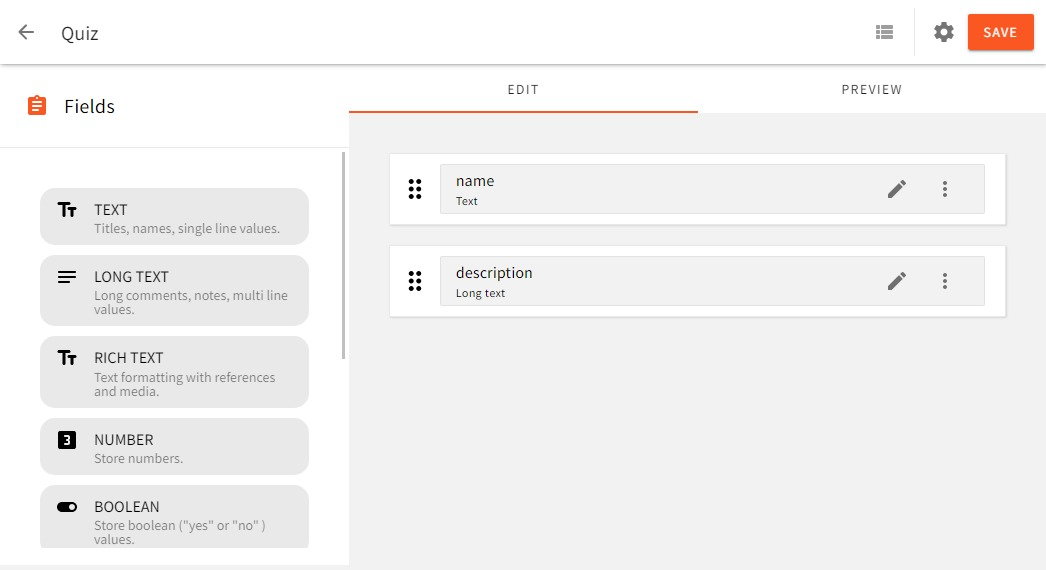 Quiz
SAVE
Fields
EDIT
PREVIEW
TEXT
Titles, names, single line values.
LONG TEXT
Long comments, notes, multi line
values.
RICH TEXT
Text formatting with references
and media.
3
NUMBER
Store numbers.
BOOLEAN
Store boolean ("yes" or "no" )
values.
name
Text
description
Long text